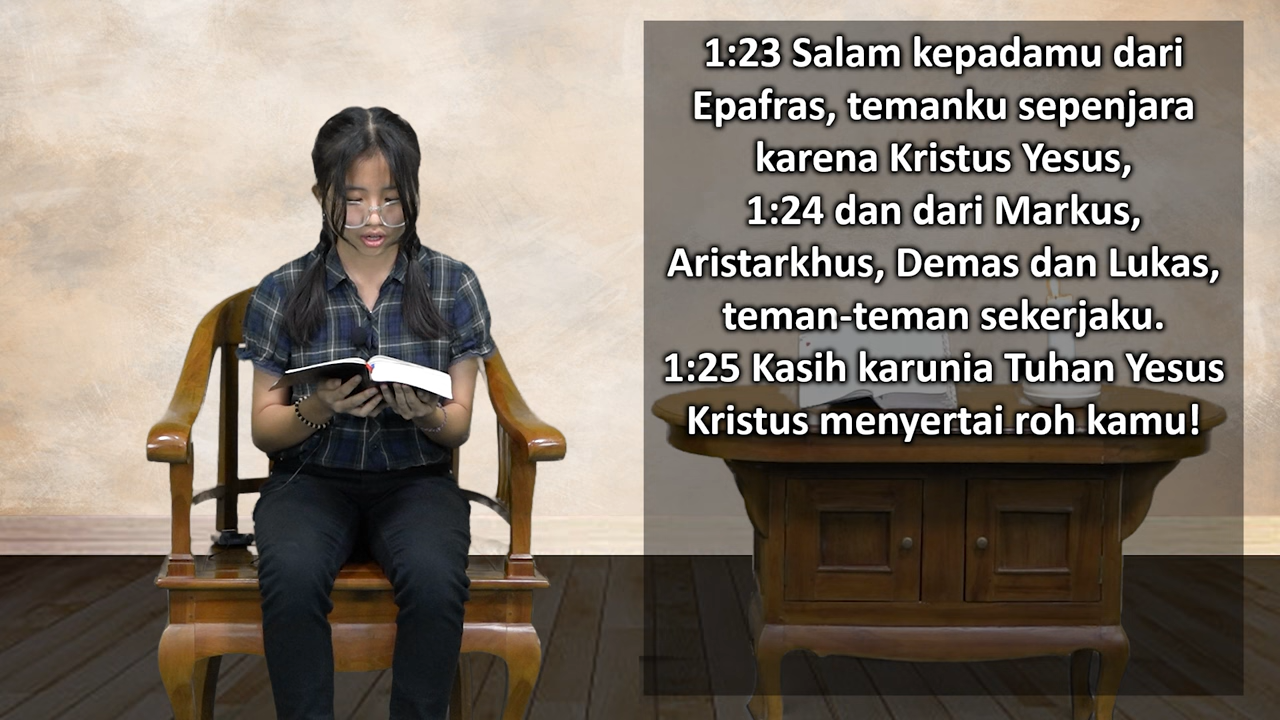 1:23 Salam kepadamu dari
Epafras, temanku sepenjara
karena Kristus Yesus,
1:24 dan dari Markus,
Aristarkhus, Demas dan Lukas,
teman-teman sekerjaku.
1:25 Kasih karunia Tuhan Yesus
Kristus menyertai roh kamu!